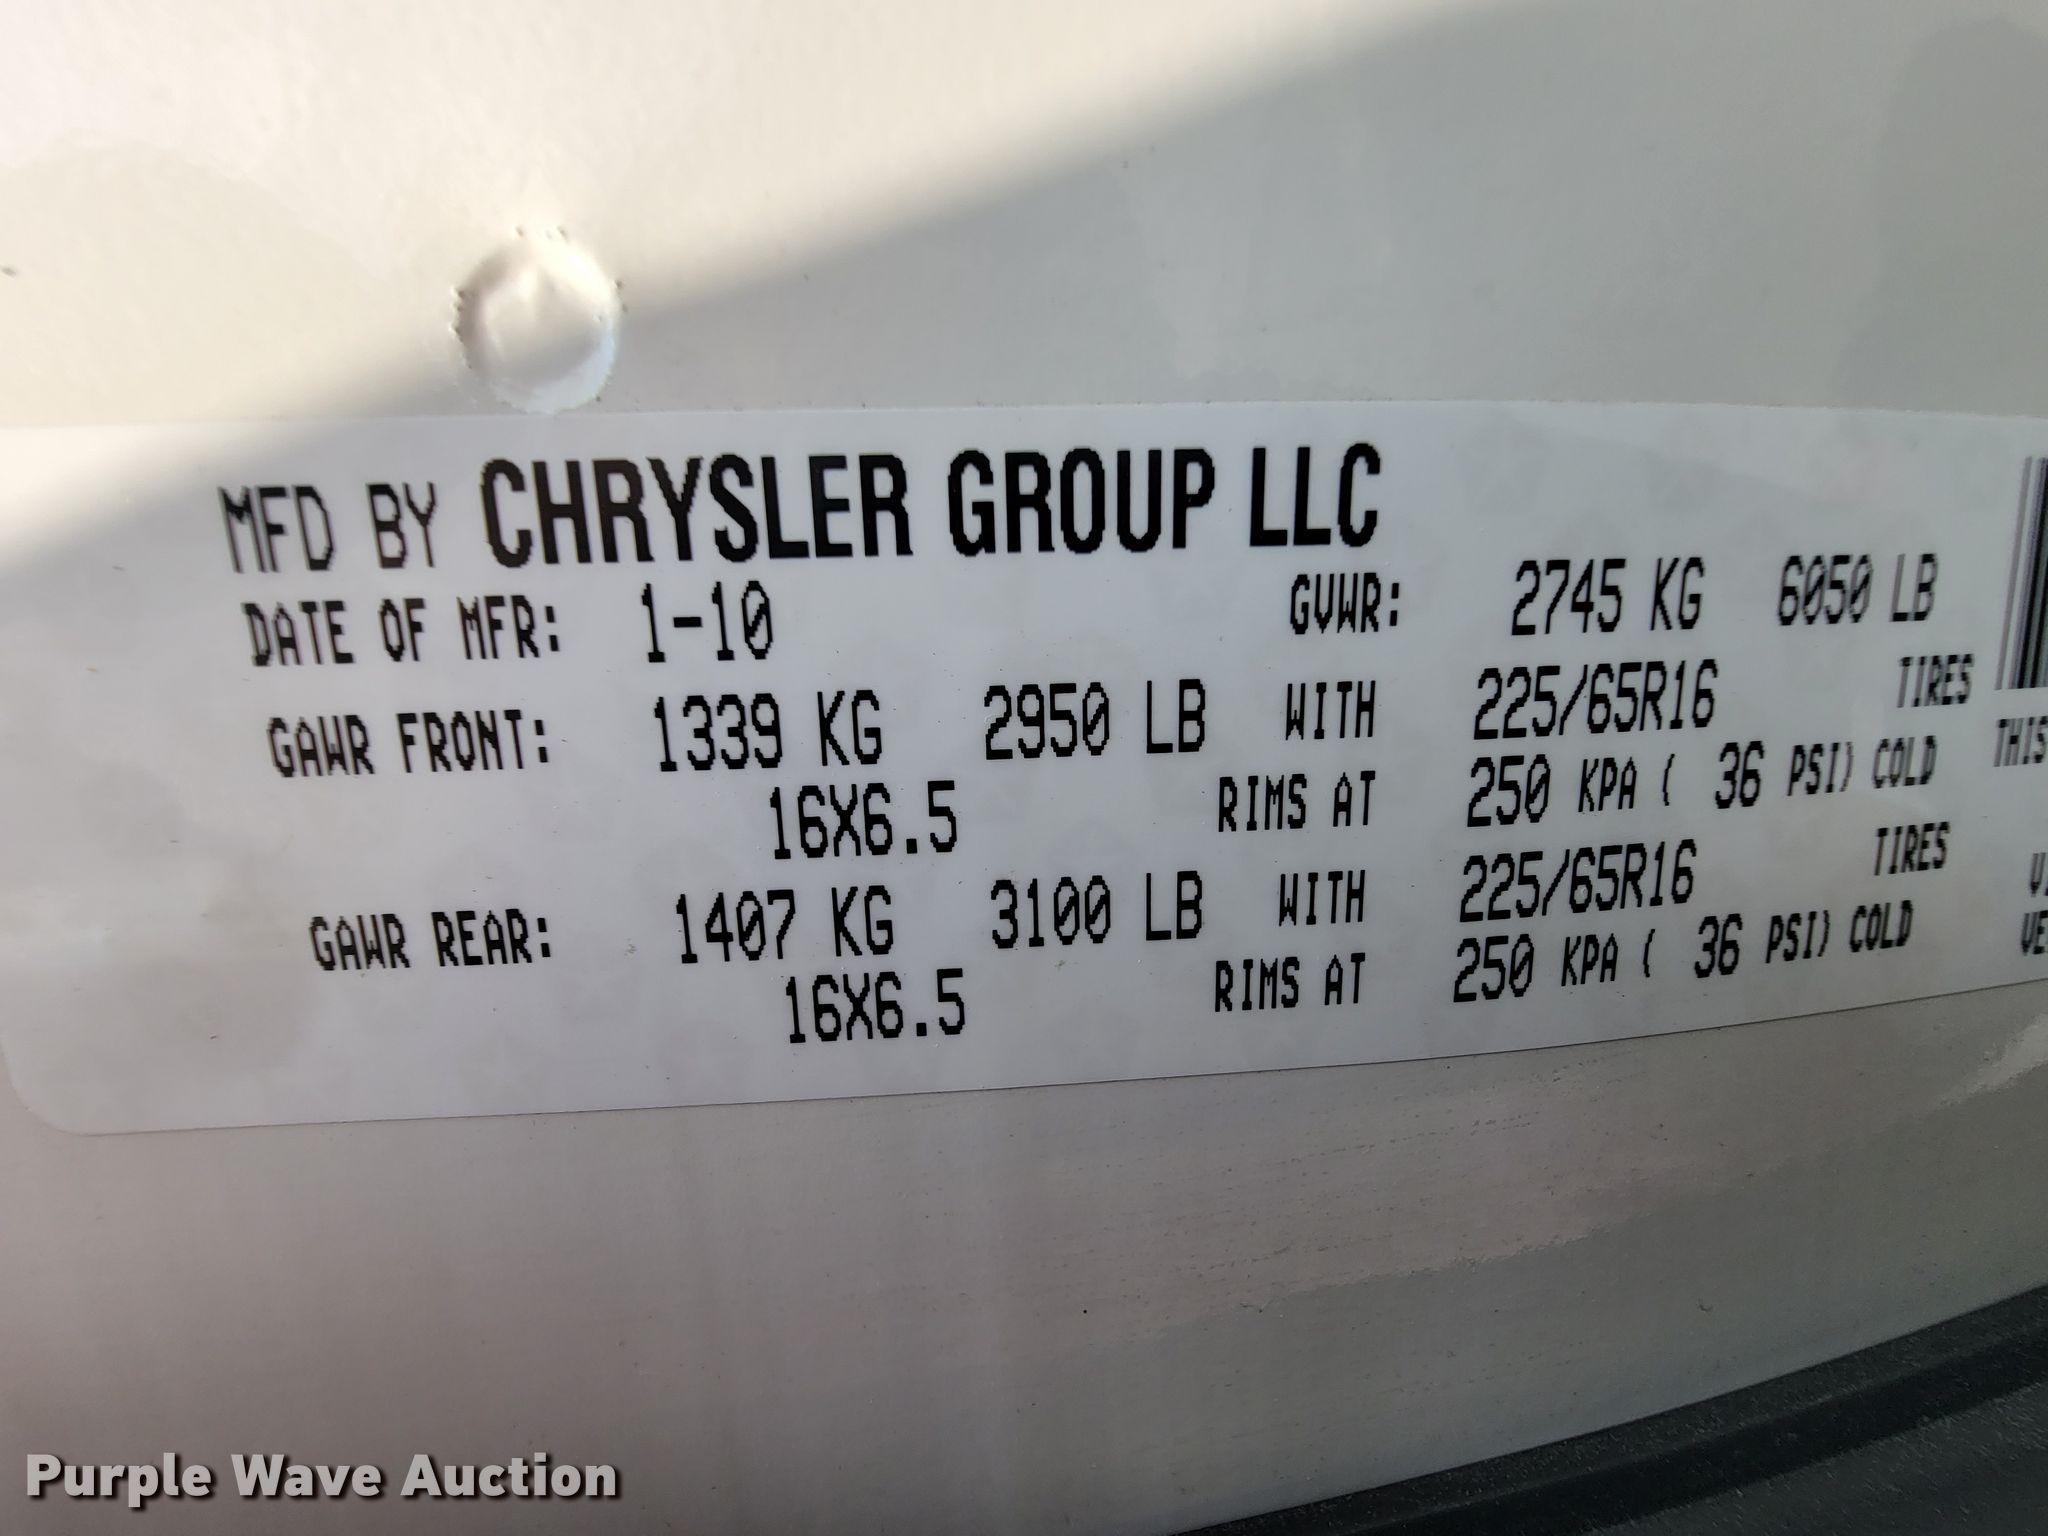 MFD BY CHRYSLER GROUP LLC
DATE OF MFR: 1-10 GVWR: 2745 KG 6050 LB
GAWR FRONT: 1339 KG 2950 LB WITH 225/65R16 TIRES
16X6.5 RIMS AT 250 KPA ( 36 PSI) COLD
THIS
GAWR REAR: 1407 KG 3100 LB WITH 225/65R16 TIRES
16X6.5 RIMS AT 250 KPA ( 36 PSI) COLD
Purple Wave Auction